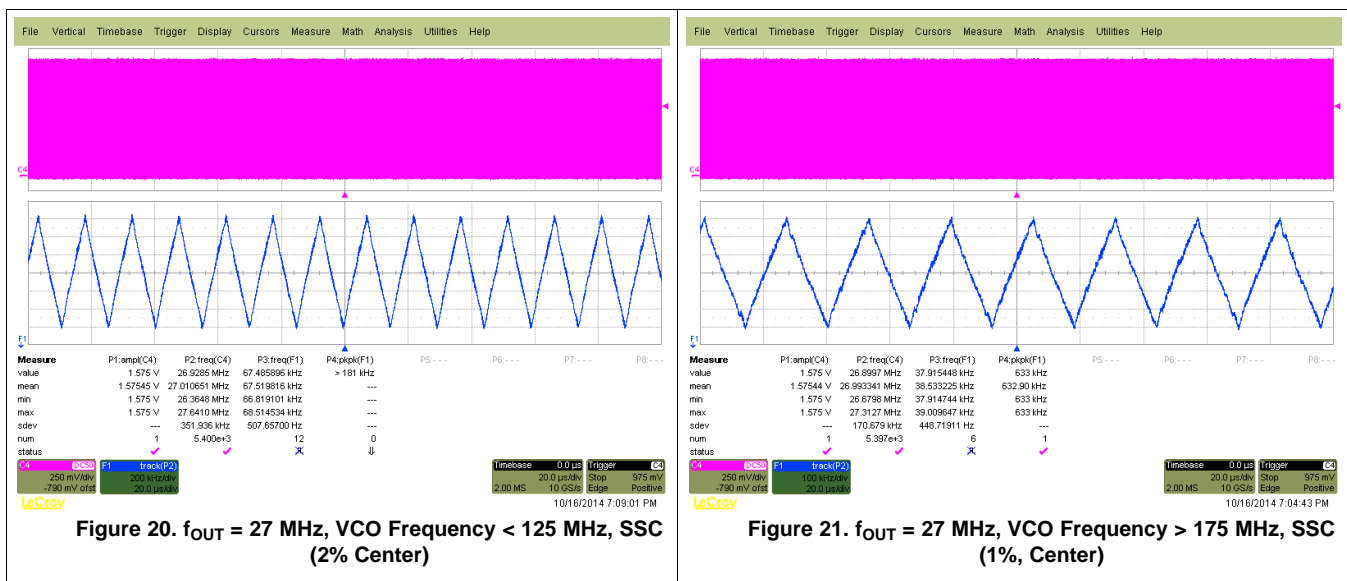 File Vertical Timebase Trigger Display Cursors Measure Math Analysis Utilities Help
C4
F1
Measure P1:ampl(C4) P2:freq(C4) P3:freq(F1) P4:pkpk(F1) P5:--- P6:--- P7:--- P8:---
value 1.575 V 26.9285 MHz 67.485896 kHz > 181 kHz
mean 1.57545 V 27.010651 MHz 67.519816 kHz ---
min 1.575 V 26.3648 MHz 66.819101 kHz ---
max 1.575 V 27.6410 MHz 68.514534 kHz ---
sdev --- 351.936 kHz 507.65700 Hz ---
num 1 5.400e+3 12 0
status
C4 DC50
250 mV/div
-790 mV ofst
F1 track(P2)
200 kHz/div
20.0 µs/div
Timebase 0.0 µs
20.0 µs/div
2.00 MS 10 GS/s
Trigger C4
Stop 975 mV
Edge Positive
LeCroy
10/16/2014 7:09:01 PM
Figure 20. fOUT = 27 MHz, VCO Frequency < 125 MHz, SSC
(2% Center)
File Vertical Timebase Trigger Display Cursors Measure Math Analysis Utilities Help
C4
F1
Measure P1:ampl(C4) P2:freq(C4) P3:freq(F1) P4:pkpk(F1) P5:--- P6:--- P7:--- P8:---
value 1.575 V 26.8997 MHz 37.915448 kHz 633 kHz
mean 1.57544 V 26.993341 MHz 38.533225 kHz 632.90 kHz
min 1.575 V 26.6798 MHz 37.914744 kHz 633 kHz
max 1.575 V 27.3127 MHz 39.009647 kHz 633 kHz
sdev --- 170.679 kHz 448.71911 Hz ---
num 1 5.397e+3 6 1
status
C4 DC50
250 mV/div
-790 mV ofst
F1 track(P2)
100 kHz/div
20.0 µs/div
Timebase 0.0 µs
20.0 µs/div
2.00 MS 10 GS/s
Trigger C4
Stop 975 mV
Edge Positive
LeCroy
10/16/2014 7:04:43 PM
Figure 21. fOUT = 27 MHz, VCO Frequency > 175 MHz, SSC
(1%, Center)